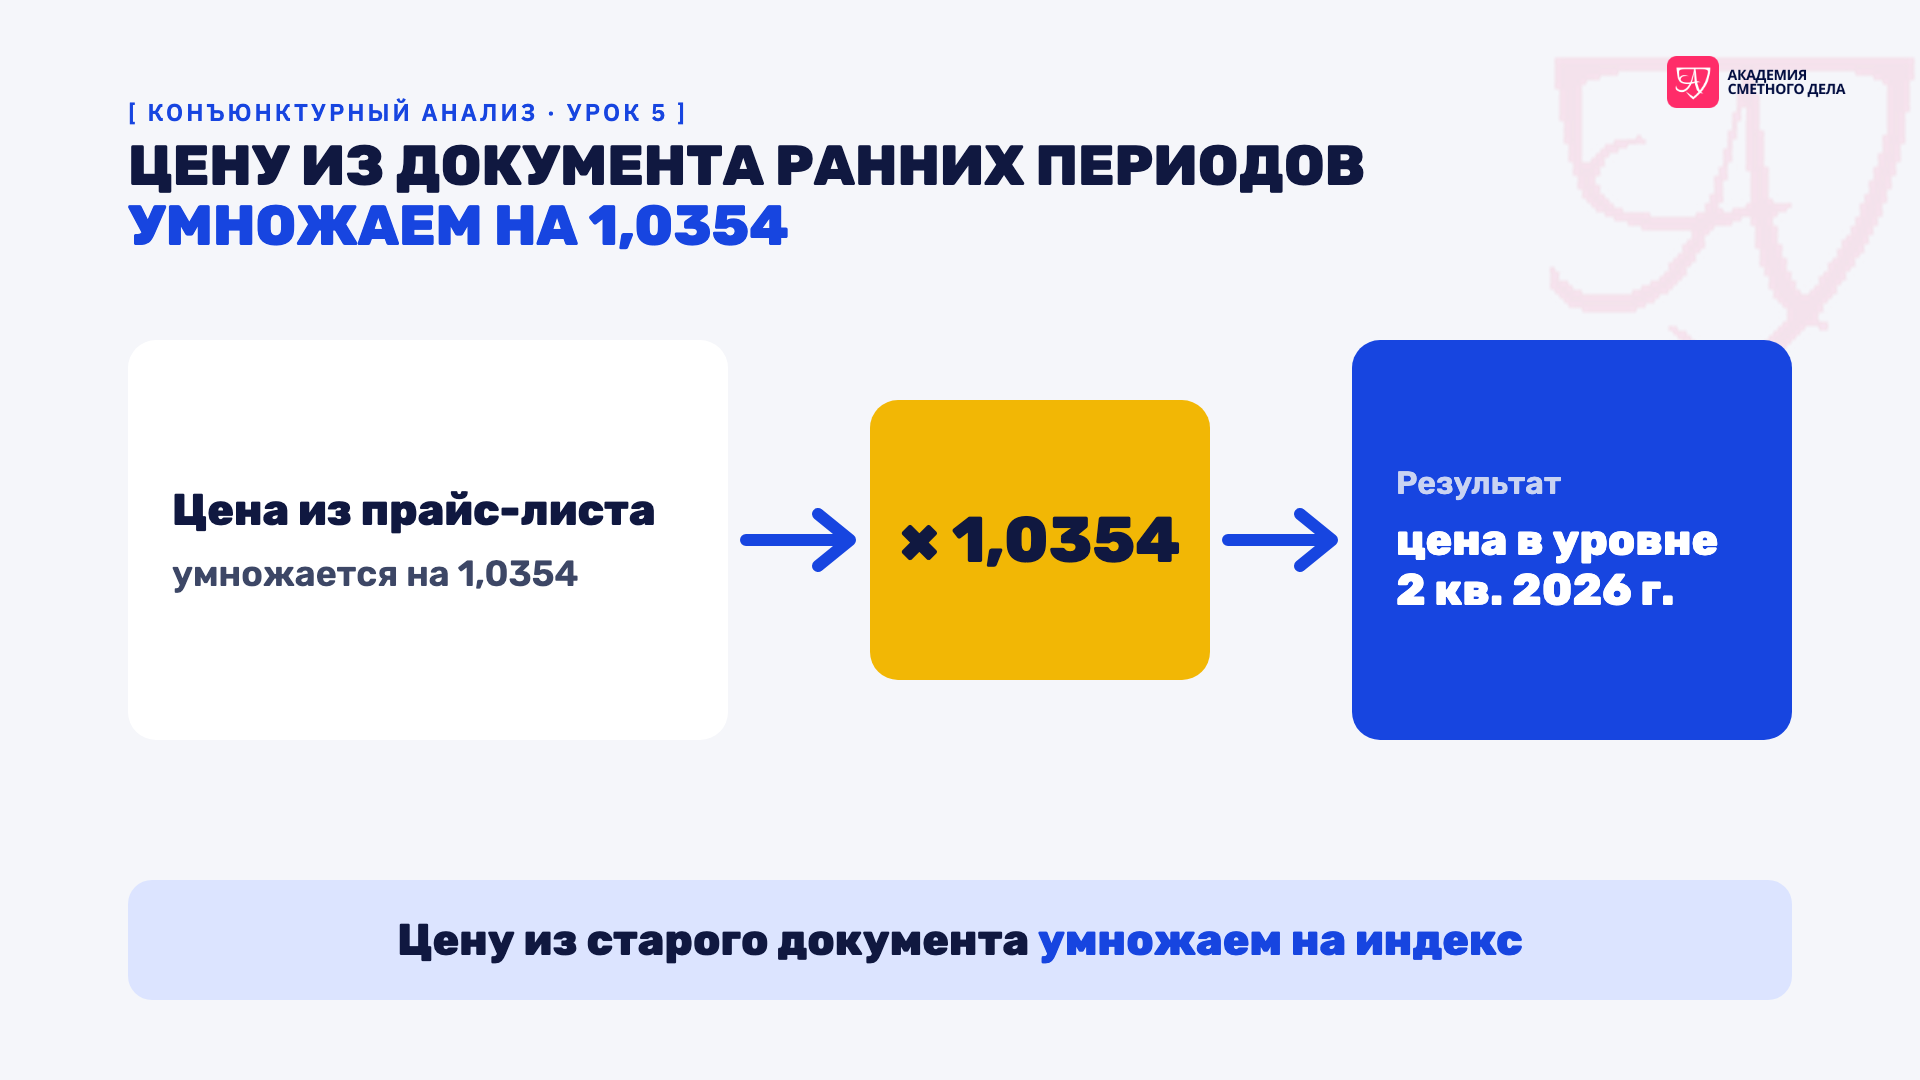 [ КОНЪЮНКТУРНЫЙ АНАЛИЗ · УРОК 5 ]
АКАДЕМИЯ
СМЕТНОГО ДЕЛА
ЦЕНУ ИЗ ДОКУМЕНТА РАННИХ ПЕРИОДОВ
УМНОЖАЕМ НА 1,0354
Цена из прайс-листа
умножается на 1,0354
× 1,0354
Результат
цена в уровне
2 кв. 2026 г.
Цену из старого документа умножаем на индекс